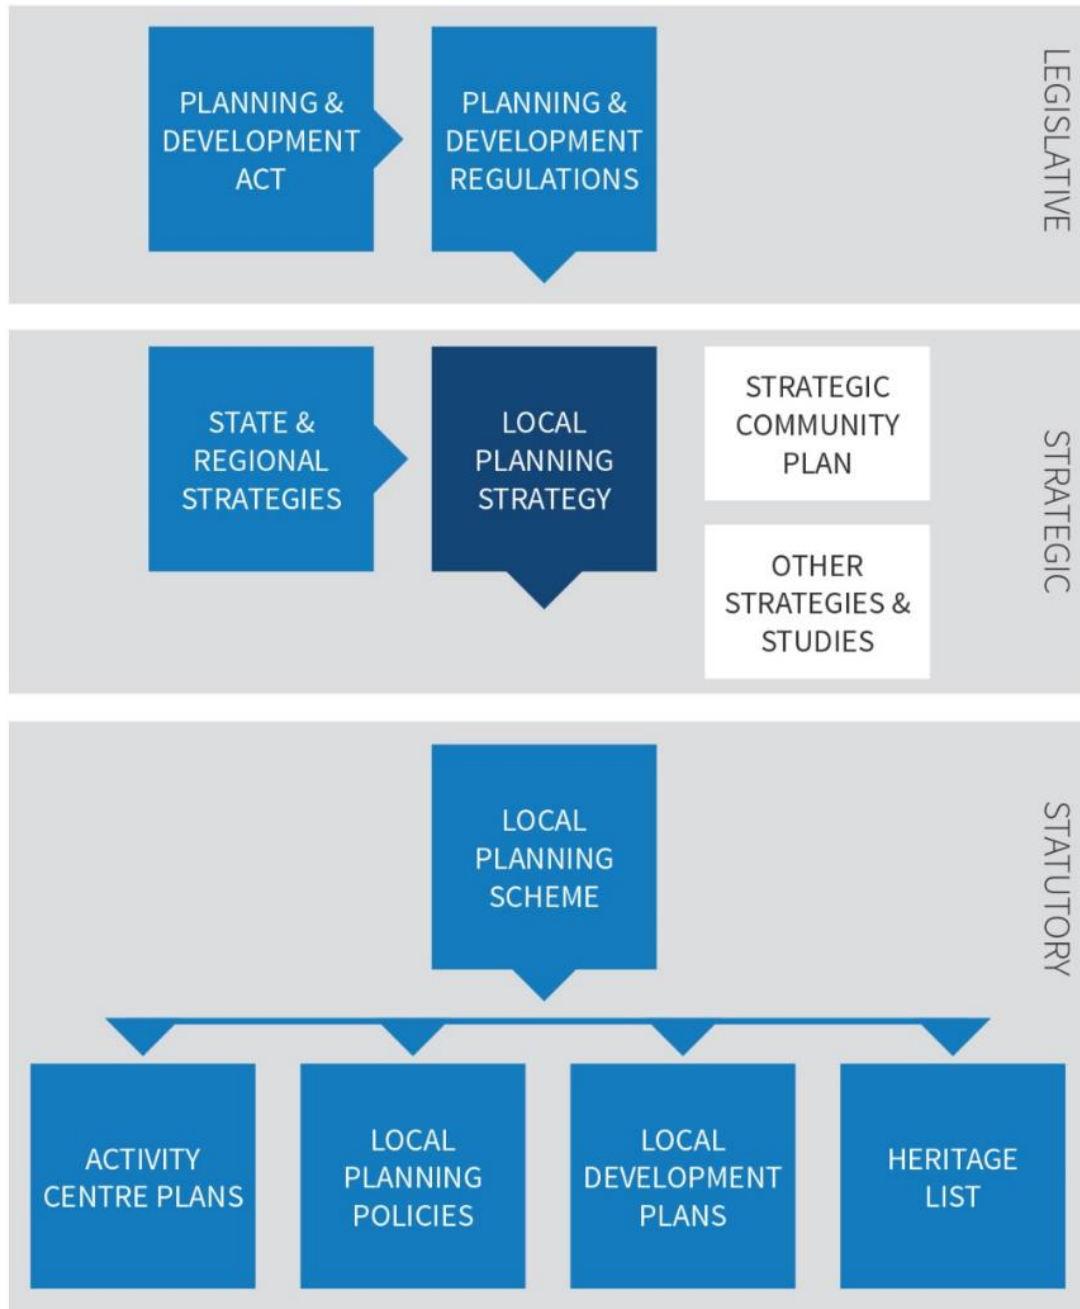 PLANNING &
DEVELOPMENT
ACT
PLANNING &
DEVELOPMENT
REGULATIONS
LEGISLATIVE
STATE &
REGIONAL
STRATEGIES
LOCAL
PLANNING
STRATEGY
STRATEGIC
COMMUNITY
PLAN
OTHER
STRATEGIES &
STUDIES
STRATEGIC
LOCAL
PLANNING
SCHEME
STATUTORY
ACTIVITY
CENTRE PLANS
LOCAL
PLANNING
POLICIES
LOCAL
DEVELOPMENT
PLANS
HERITAGE
LIST